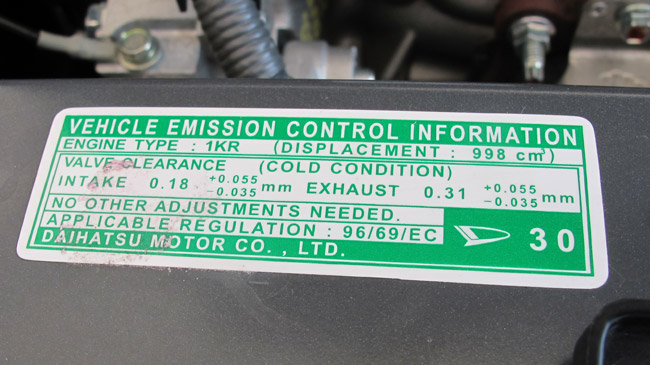 VEHICLE EMISSION CONTROL INFORMATION
ENGINE TYPE : 1KR (DISPLACEMENT : 998 cm³)
VALVE CLEARANCE (COLD CONDITION)
INTAKE 0.18 +0.055 -0.035 mm EXHAUST 0.31 +0.055 -0.035 mm
NO OTHER ADJUSTMENTS NEEDED.
APPLICABLE REGULATION : 96/69/EC
DAIHATSU MOTOR CO. , LTD.
30